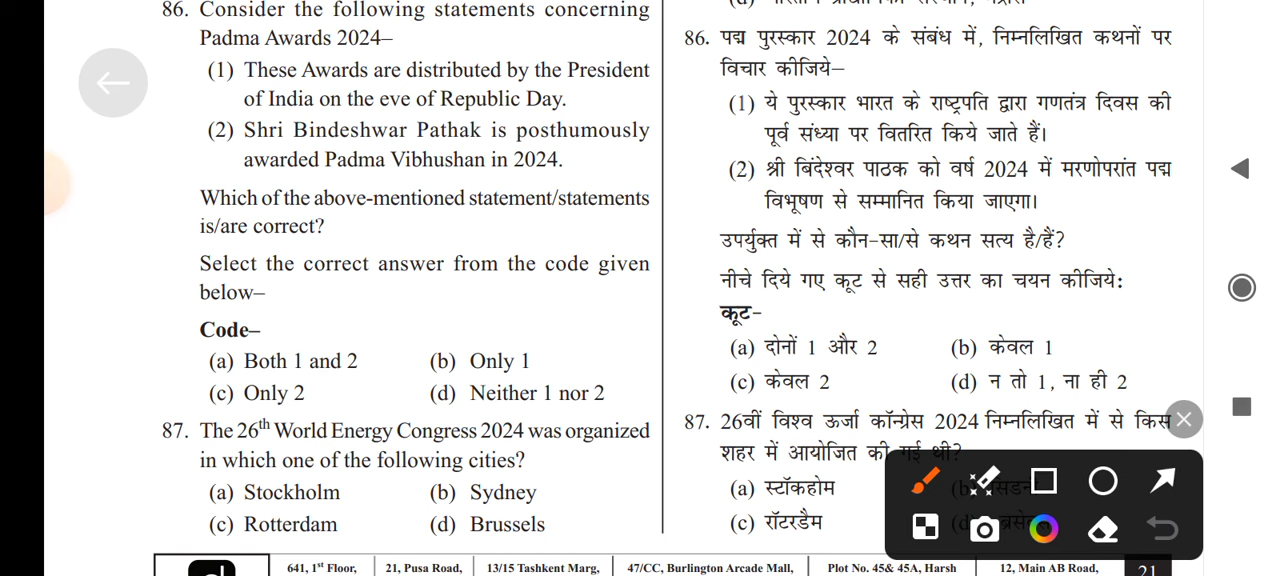 86. Consider the following statements concerning
Padma Awards 2024–
(1) These Awards are distributed by the President
of India on the eve of Republic Day.
(2) Shri Bindeshwar Pathak is posthumously
awarded Padma Vibhushan in 2024.
Which of the above-mentioned statement/statements
is/are correct?
Select the correct answer from the code given
below–
Code–
(a) Both 1 and 2 (b) Only 1
(c) Only 2 (d) Neither 1 nor 2
87. The 26th World Energy Congress 2024 was organized
in which one of the following cities?
(a) Stockholm (b) Sydney
(c) Rotterdam (d) Brussels
86. पद्म पुरस्कार 2024 के संबंध में, निम्नलिखित कथनों पर
विचार कीजिये–
(1) ये पुरस्कार भारत के राष्ट्रपति द्वारा गणतंत्र दिवस की
पूर्व संध्या पर वितरित किये जाते हैं।
(2) श्री बिंदेश्वर पाठक को वर्ष 2024 में मरणोपरांत पद्म
विभूषण से सम्मानित किया जाएगा।
उपर्युक्त में से कौन-सा/से कथन सत्य है/हैं?
नीचे दिये गए कूट से सही उत्तर का चयन कीजिये:
कूट–
(a) दोनों 1 और 2 (b) केवल 1
(c) केवल 2 (d) न तो 1, ना ही 2
87. 26वीं विश्व ऊर्जा कॉन्ग्रेस 2024 निम्नलिखित में से किस
शहर में आयोजित की गई थी?
(a) स्टॉकहोम (b) सिडनी
(c) रॉटरडैम (d) ब्रसेल्स
641, 1st Floor, 21, Pusa Road, 13/15 Tashkent Marg, 47/CC, Burlington Arcade Mall, Plot No. 45& 45A, Harsh 12, Main AB Road, 21